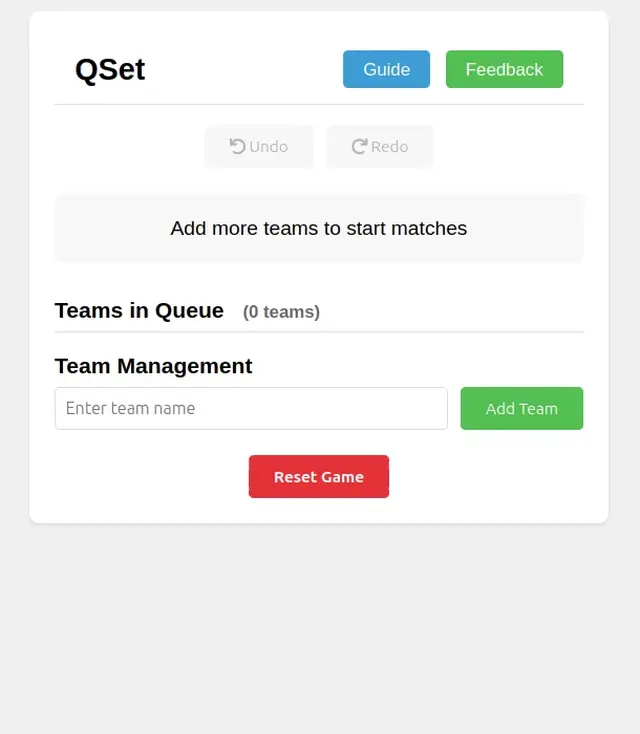 QSet Guide Feedback
Undo Redo
Add more teams to start matches
Teams in Queue (0 teams)
Team Management
Enter team name Add Team
Reset Game